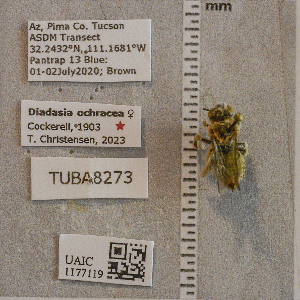 Az, Pima Co. Tucson
ASDM Transect
32.2432°N, 111.1681°W
Pantrap 13 Blue:
01-02July2020; Brown
Diadasia ochracea ♀
Cockerell, 1903
T. Christensen, 2023
TUBA8273
UAIC
1177119
mm